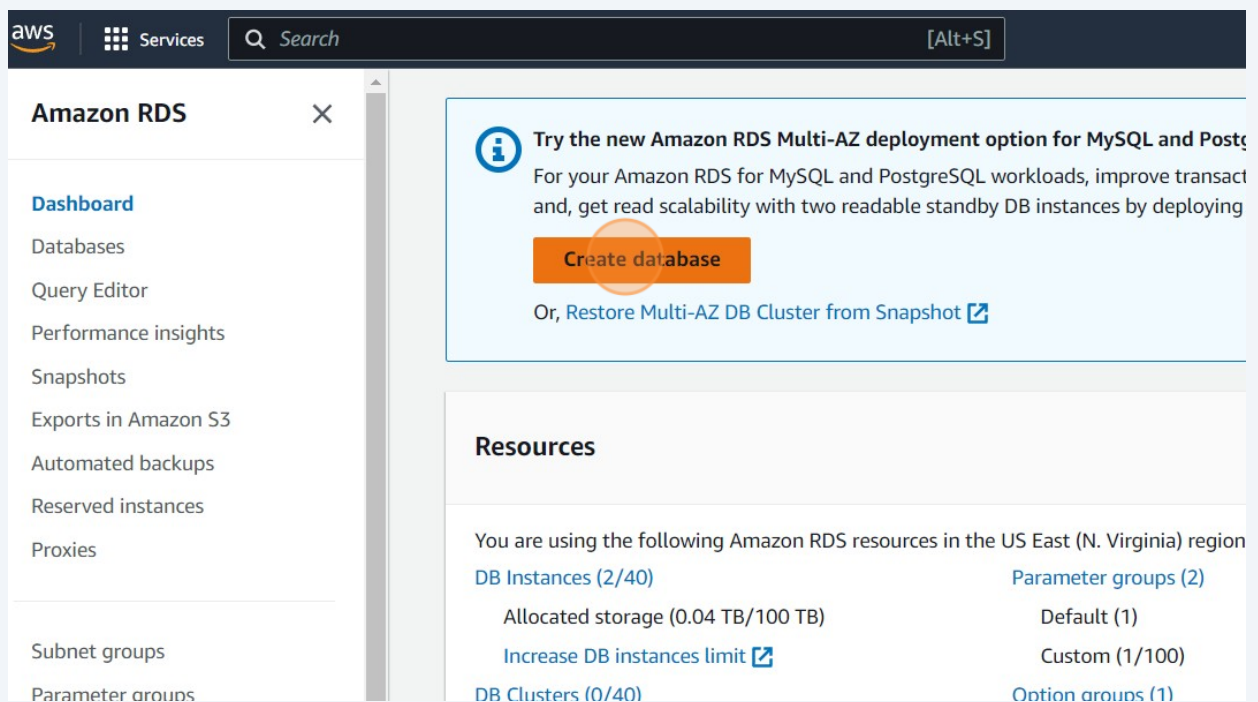 aws
Services
Search [Alt+S]
Amazon RDS
Dashboard
Databases
Query Editor
Performance insights
Snapshots
Exports in Amazon S3
Automated backups
Reserved instances
Proxies
Subnet groups
Parameter groups
Try the new Amazon RDS Multi-AZ deployment option for MySQL and Postg
For your Amazon RDS for MySQL and PostgreSQL workloads, improve transact
and, get read scalability with two readable standby DB instances by deploying
Create database
Or, Restore Multi-AZ DB Cluster from Snapshot
Resources
You are using the following Amazon RDS resources in the US East (N. Virginia) region
DB Instances (2/40)
Allocated storage (0.04 TB/100 TB)
Increase DB instances limit
DB Clusters (0/40)
Parameter groups (2)
Default (1)
Custom (1/100)
Option groups (1)